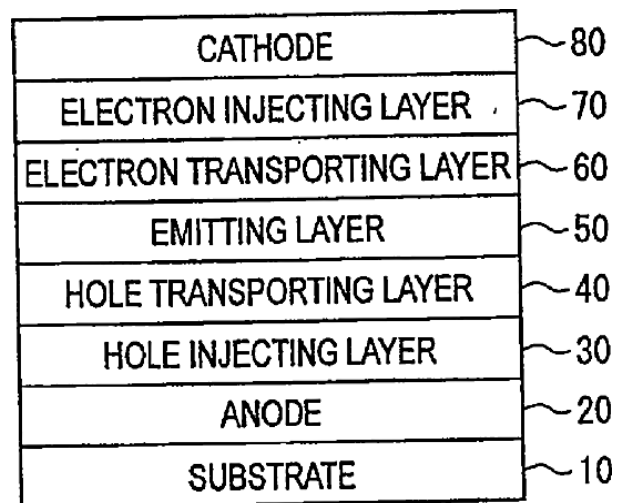 CATHODE 80
ELECTRON INJECTING LAYER 70
ELECTRON TRANSPORTING LAYER 60
EMITTING LAYER 50
HOLE TRANSPORTING LAYER 40
HOLE INJECTING LAYER 30
ANODE 20
SUBSTRATE 10